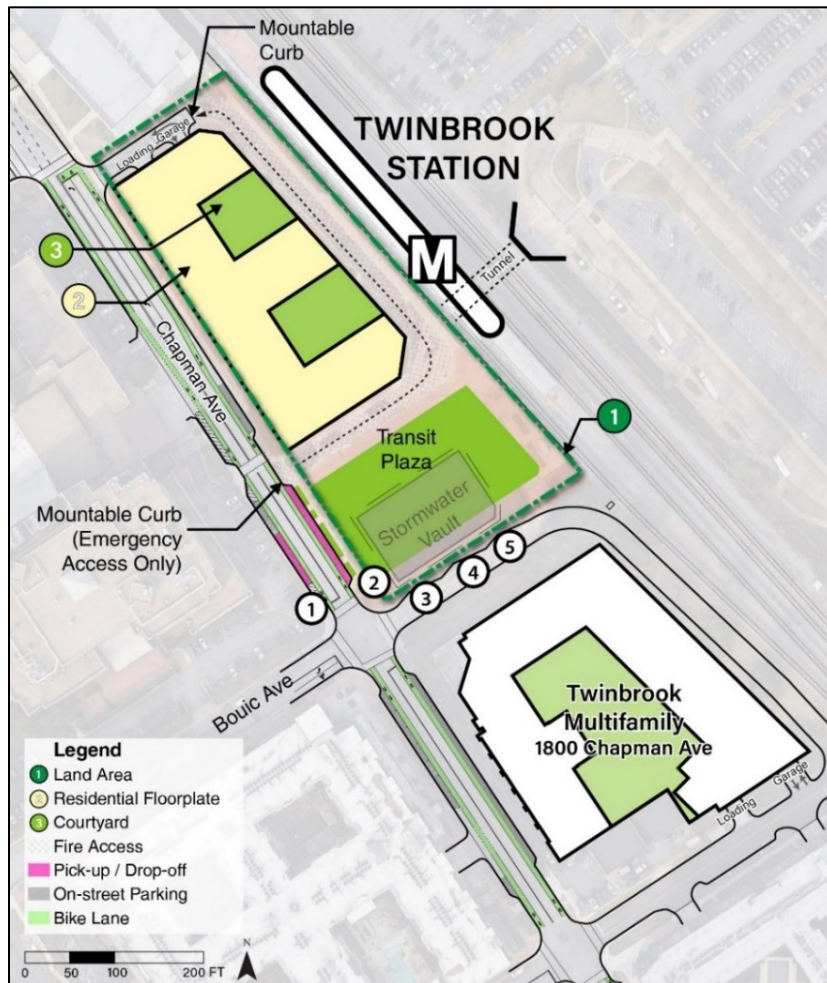 Mountable
Curb
TWINBROOK
STATION
Loading
Garage
3
M
Tunnel
2
Chapman Ave
1
Transit
Plaza
Mountable Curb
(Emergency
Access Only)
Stormwater
Vault
5
2
4
1
3
Bouic Ave
Twinbrook
Multifamily
1800 Chapman Ave
Garage
Loading
Legend
1 Land Area
2 Residential Floorplate
3 Courtyard
Fire Access
Pick-up / Drop-off
On-street Parking
Bike Lane
N
0 50 100 200 FT